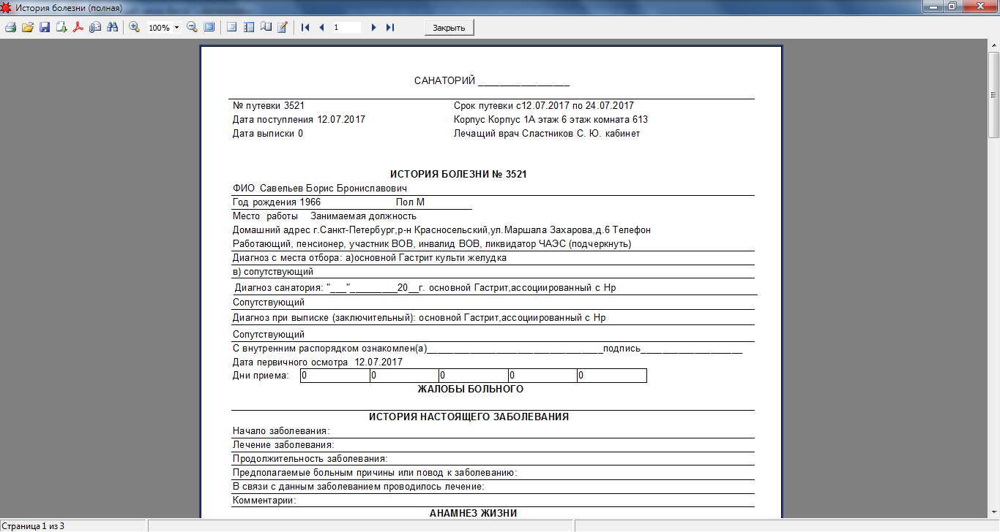 История болезни (полная)
100% 1 Закрыть
САНАТОРИЙ _________________
№ путевки 3521 Срок путевки с12.07.2017 по 24.07.2017
Дата поступления 12.07.2017 Корпус Корпус 1А этаж 6 этаж комната 613
Дата выписки 0 Лечащий врач Сластников С. Ю. кабинет
ИСТОРИЯ БОЛЕЗНИ № 3521
ФИО Савельев Борис Брониславович
Год рождения 1966 Пол М
Место работы Занимаемая должность
Домашний адрес г.Санкт-Петербург,р-н Красносельский,ул.Маршала Захарова,д.6 Телефон
Работающий, пенсионер, участник ВОВ, инвалид ВОВ, ликвидатор ЧАЭС (подчеркнуть)
Диагноз с места отбора: а)основной Гастрит культи желудка
в) сопутствующий
Диагноз санатория: "___"_________20__г. основной Гастрит,ассоциированный с Нр
Сопутствующий
Диагноз при выписке (заключительный): основной Гастрит,ассоциированный с Нр
Сопутствующий
С внутренним распорядком ознакомлен(а)_________________________________подпись___________________
Дата первичного осмотра 12.07.2017
Дни приема: 0 0 0 0 0
ЖАЛОБЫ БОЛЬНОГО
ИСТОРИЯ НАСТОЯЩЕГО ЗАБОЛЕВАНИЯ
Начало заболевания:
Лечение заболевания:
Продолжительность заболевания:
Предполагаемые больным причины или повод к заболеванию:
В связи с данным заболеванием проводилось лечение:
Комментарии:
АНАМНЕЗ ЖИЗНИ
Страница 1 из 3